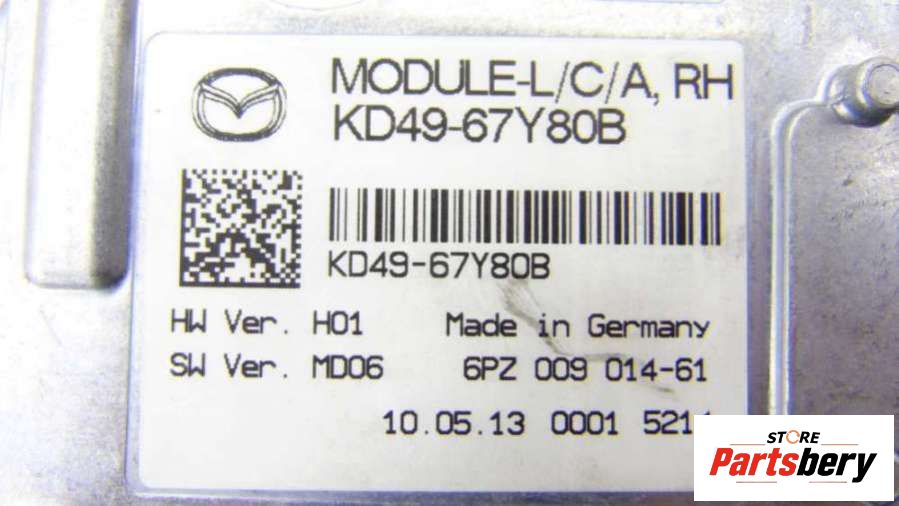 MODULE-L/C/A, RH
KD49-67Y80B
KD49-67Y80B
HW Ver. H01 Made in Germany
SW Ver. MD06 6PZ 009 014-61
10.05.13 0001
STORE
Partsbery